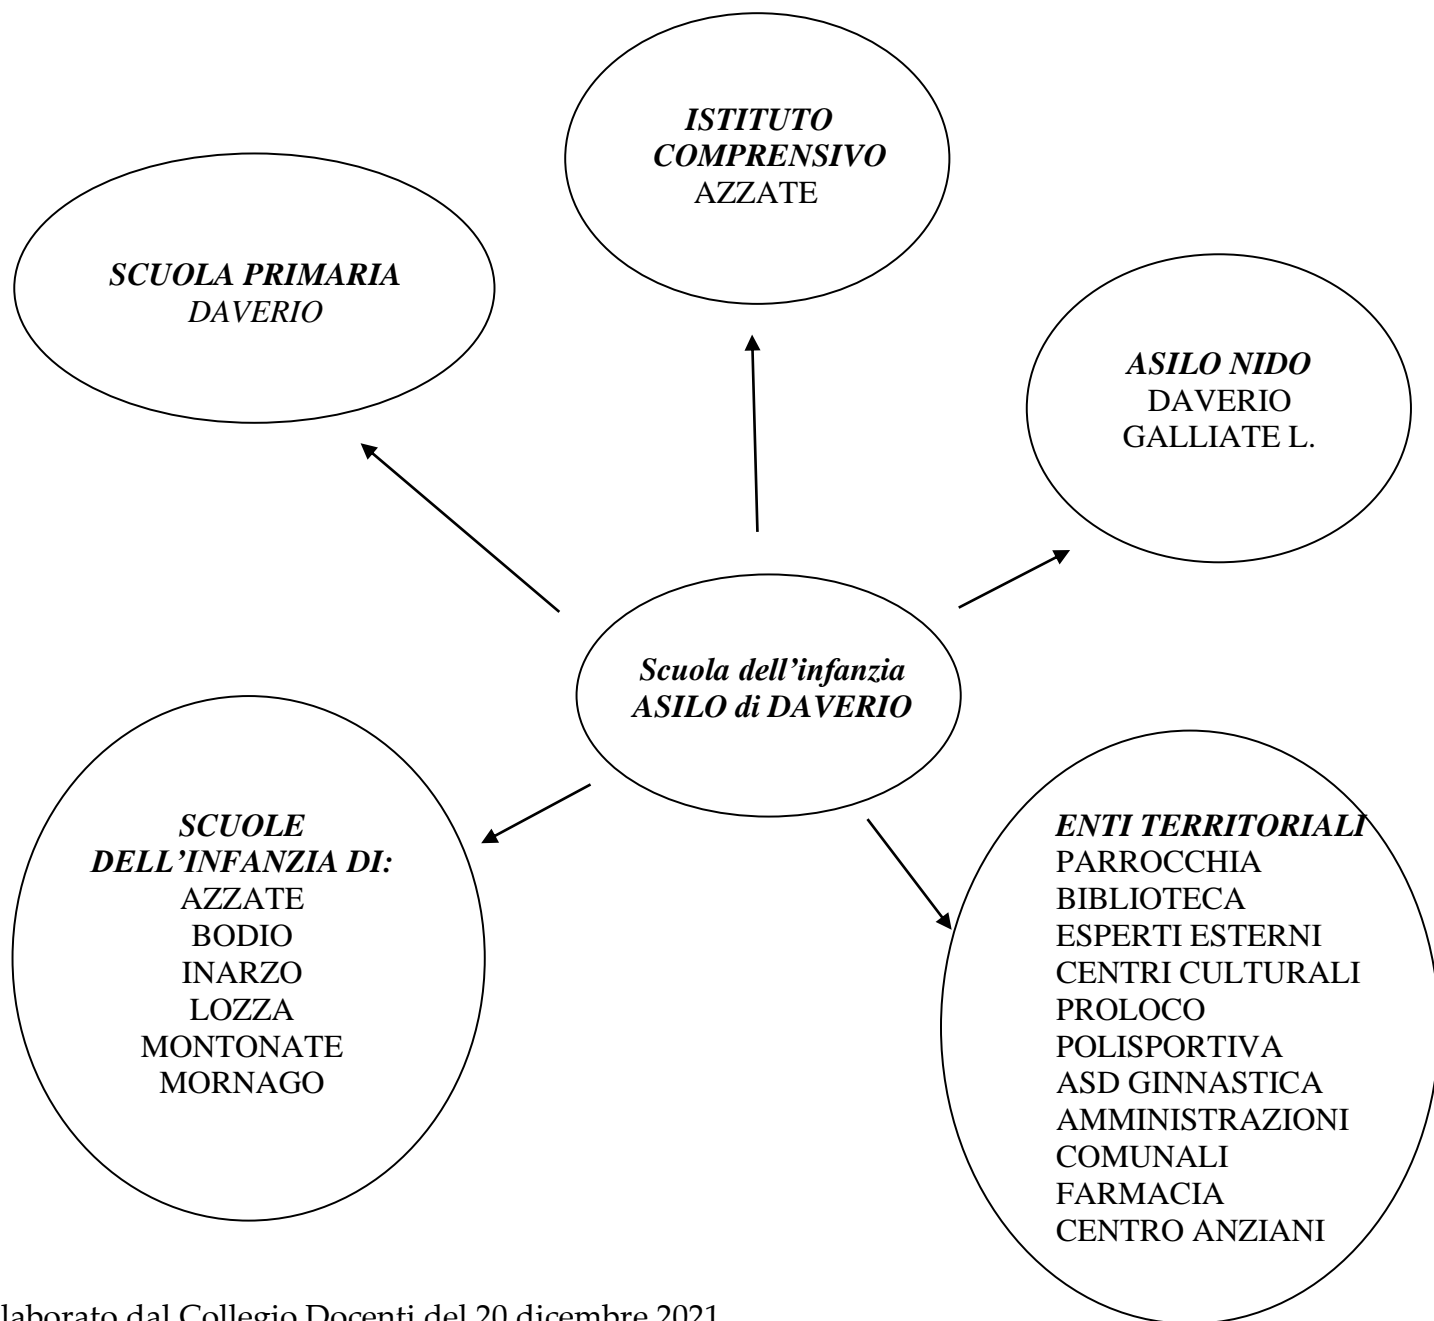 ISTITUTO
COMPRENSIVO
AZZATE
SCUOLA PRIMARIA
DAVERIO
ASILO NIDO
DAVERIO
GALLIATE L.
Scuola dell’infanzia
ASILO di DAVERIO
SCUOLE
DELL’INFANZIA DI:
AZZATE
BODIO
INARZO
LOZZA
MONTONATE
MORNAGO
ENTI TERRITORIALI
PARROCCHIA
BIBLIOTECA
ESPERTI ESTERNI
CENTRI CULTURALI
PROLOCO
POLISPORTIVA
ASD GINNASTICA
AMMINISTRAZIONI
COMUNALI
FARMACIA
CENTRO ANZIANI
laborato dal Collegio Docenti del 20 dicembre 2021